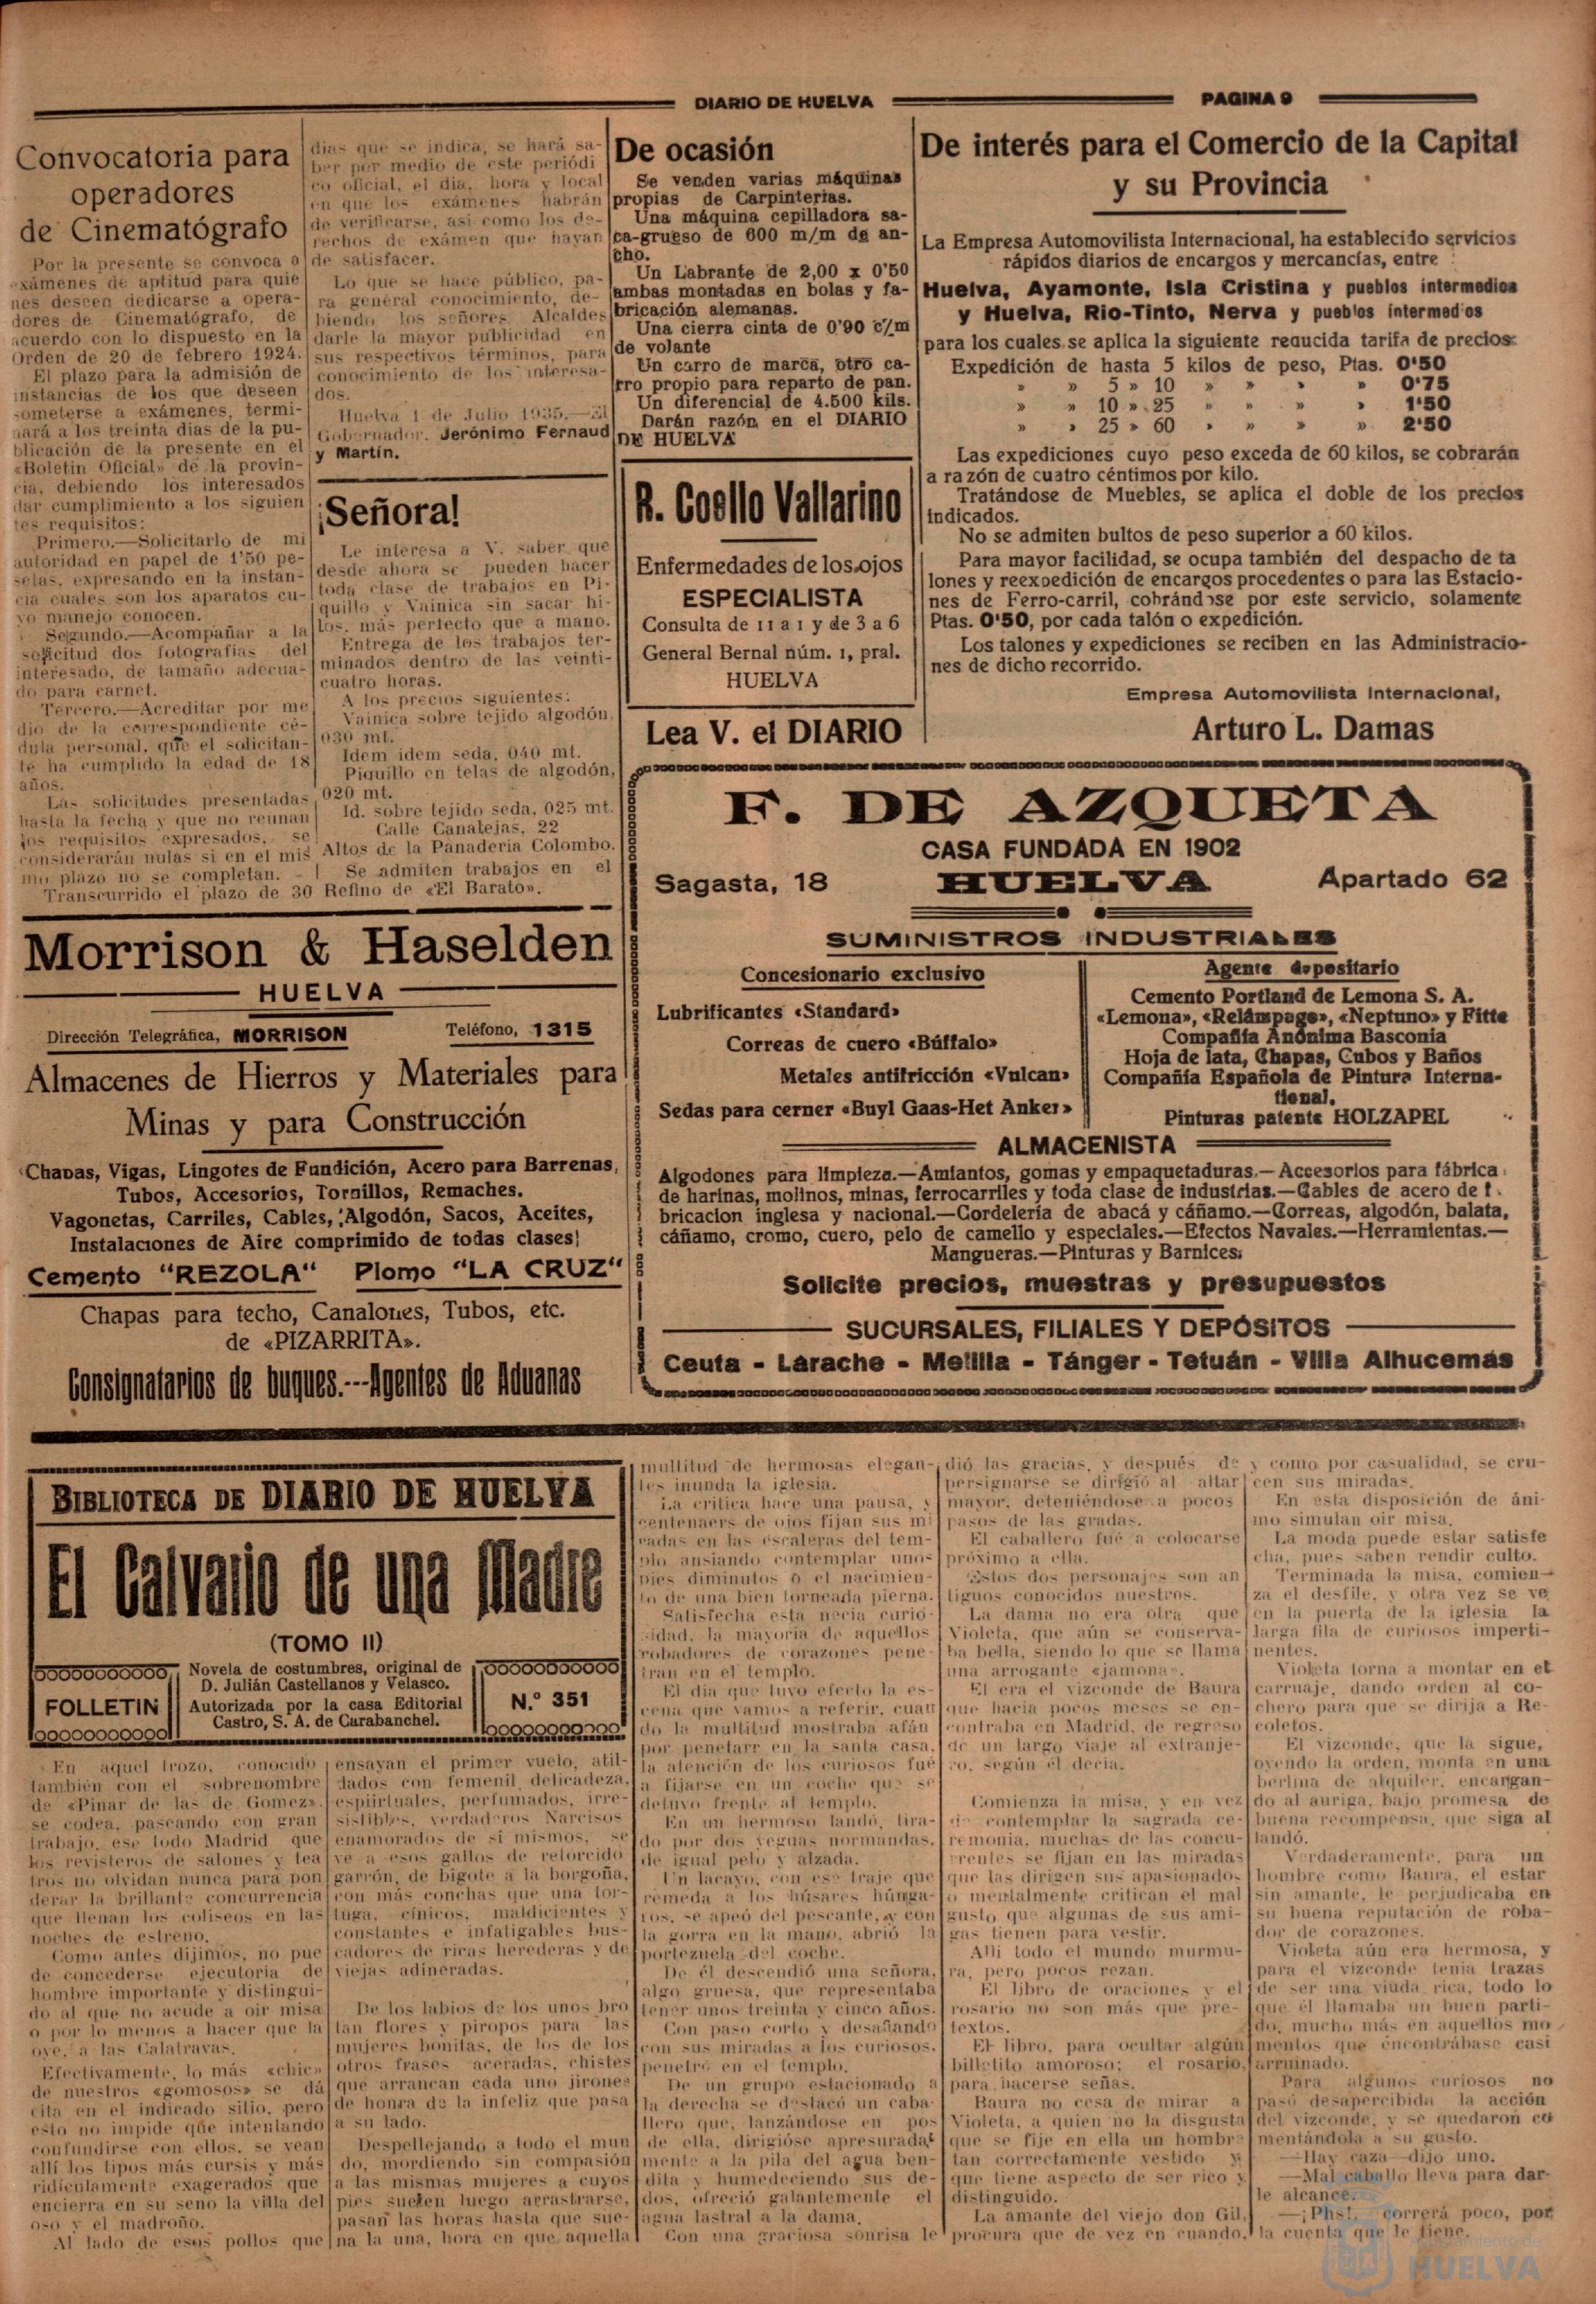 DIARIO DE HUELVA
PAGINA 9
Convocatoria para
operadores
de Cinematógrafo
Por la presente se convoca a
exámenes de aptitud para quie
nes deseen dedicarse a opera-
dores de Cinematógrafo, de
acuerdo con lo dispuesto en la
Orden de 20 de febrero 1924.
El plazo para la admisión de
instancias de los que deseen
someterse a exámenes, termi-
nará a los treinta dias de la pu-
blicación de la presente en el
«Boletin Oficial» de la provin-
cia, debiendo los interesados
dar cumplimiento a los siguien
tes requisitos:
Primero.—Solicitarlo de mi
autoridad en papel de 1'50 pe-
setas, expresando en la instan-
cia cuales son los aparatos cu-
yo manejo conocen.
Segundo.—Acompañar a la
solicitud dos fotografias del
interesado, de tamaño adecua-
do para carnet.
Tercero.—Acreditar por me
dio de la correspondiente cé-
dula personal, que el solicitan-
te ha cumplido la edad de 18
años.
Las solicitudes presentadas
hasta la fecha y que no reunan
los requisitos expresados, se
considerarán nulas si en el mis
mo plazo no se completan.
Transcurrido el plazo de 30
dias que se indica, se hará sa-
ber por medio de este periódi
co oficial, el dia, hora y local
en que los exámenes habrán
de verificarse, asi como los de-
rechos de exámen que hayan
de satisfacer.
Lo que se hace público, pa-
ra general conocimiento, de-
biendo los señores Alcaldes
darle la mayor publicidad en
sus respectivos términos, para
conocimiento de los interesa-
dos.
Huelva 1 de Julio 1935.—El
Gobernador, Jerónimo Fernaud
y Martín.
¡Señora!
Le interesa a V. saber que
desde ahora se pueden hacer
toda clase de trabajos en Pi-
quillo y Vainica sin sacar hi-
los, más perfecto que a mano.
Entrega de los trabajos ter-
minados dentro de las veinti-
cuatro horas.
A los precios siguientes:
Vainica sobre tejido algodón,
030 mt.
Idem idem seda, 040 mt.
Piquillo en telas de algodón,
020 mt.
Id. sobre tejido seda, 025 mt.
Calle Canalejas, 22
Altos de la Panaderia Colombo.
Se admiten trabajos en el
Refino de «El Barato».
De ocasión
Se venden varias máquinas
propias de Carpinterias.
Una máquina cepilladora sa-
ca-grueso de 600 m/m de an-
cho.
Un Labrante de 2,00 x 0'50
ambas montadas en bolas y fa-
bricación alemanas.
Una cierra cinta de 0'90 c/m
de volante
Un carro de marca, otro ca-
rro propio para reparto de pan.
Un diferencial de 4.500 kils.
Darán razón en el DIARIO
DE HUELVA
R. Coello Vallarino
Enfermedades de los ojos
ESPECIALISTA
Consulta de 11 a 1 y de 3 a 6
General Bernal núm. 1, pral.
HUELVA
Lea V. el DIARIO
De interés para el Comercio de la Capital
y su Provincia
La Empresa Automovilista Internacional, ha establecido servicios
rápidos diarios de encargos y mercancías, entre
Huelva, Ayamonte, Isla Cristina y pueblos intermedios
y Huelva, Rio-Tinto, Nerva y pueblos intermedios
para los cuales se aplica la siguiente reducida tarifa de precios:
Expedición de hasta 5 kilos de peso, Ptas. 0'50
» » 5 » 10 » » » » 0'75
» » 10 » 25 » » » » 1'50
» » 25 » 60 » » » » 2'50
Las expediciones cuyo peso exceda de 60 kilos, se cobrarán
a razón de cuatro céntimos por kilo.
Tratándose de Muebles, se aplica el doble de los precios
indicados.
No se admiten bultos de peso superior a 60 kilos.
Para mayor facilidad, se ocupa también del despacho de ta
lones y reexpedición de encargos procedentes o para las Estacio-
nes de Ferro-carril, cobrándose por este servicio, solamente
Ptas. 0'50, por cada talón o expedición.
Los talones y expediciones se reciben en las Administracio-
nes de dicho recorrido.
Empresa Automovilista Internacional,
Arturo L. Damas
Morrison & Haselden
HUELVA
Dirección Telegráfica, MORRISON
Teléfono, 1315
Almacenes de Hierros y Materiales para
Minas y para Construcción
Chapas, Vigas, Lingotes de Fundición, Acero para Barrenas,
Tubos, Accesorios, Tornillos, Remaches.
Vagonetas, Carriles, Cables, Algodón, Sacos, Aceites,
Instalaciones de Aire comprimido de todas clases
Cemento "REZOLA" Plomo "LA CRUZ"
Chapas para techo, Canalones, Tubos, etc.
de «PIZARRITA».
Consignatarios de buques.---Agentes de Aduanas
F. DE AZQUETA
CASA FUNDADA EN 1902
Sagasta, 18
HUELVA
Apartado 62
SUMINISTROS INDUSTRIALES
Concesionario exclusivo
Lubrificantes «Standard»
Correas de cuero «Búffalo»
Metales antifricción «Vulcan»
Sedas para cerner «Buyl Gaas-Het Anker»
Agente depositario
Cemento Portland de Lemona S. A.
«Lemona», «Relámpago», «Neptuno» y Fitte
Compañía Anónima Basconia
Hoja de lata, Chapas, Cubos y Baños
Compañía Española de Pintura Interna-
tional,
Pinturas patente HOLZAPEL
ALMACENISTA
Algodones para limpieza.—Amiantos, gomas y empaquetaduras.—Accesorios para fábrica
de harinas, molinos, minas, ferrocarriles y toda clase de industrias.—Cables de acero de f
bricacion inglesa y nacional.—Cordelería de abacá y cáñamo.—Correas, algodón, balata,
cáñamo, cromo, cuero, pelo de camello y especiales.—Efectos Navales.—Herramientas.—
Mangueras.—Pinturas y Barnices.
Solicite precios, muestras y presupuestos
SUCURSALES, FILIALES Y DEPÓSITOS
Ceuta - Larache - Melilla - Tánger - Tetuán - Villa Alhucemas
BIBLIOTECA DE DIARIO DE HUELVA
El Calvario de una Madre
(TOMO II)
FOLLETIN
Novela de costumbres, original de
D. Julián Castellanos y Velasco.
Autorizada por la casa Editorial
Castro, S. A. de Carabanchel.
N.º 351
En aquel trozo, conocido
también con el sobrenombre
de «Pinar de las de Gomez»,
se codea, paseando con gran
trabajo, ese todo Madrid que
los revisteros de salones y tea
tros no olvidan nunca para pon
derar la brillante concurrencia
que llenan los coliseos en las
noches de estreno.
Como antes dijimos, no pue
de concederse ejecutoria de
hombre importante y distingui-
do al que no acude a oir misa
o por lo menos a hacer que la
oye, a las Calatravas.
Efectivamente, lo más «chic»
de nuestros «gomosos» se dá
cita en el indicado sitio, pero
esto no impide que intentando
confundirse con ellos, se vean
allí los tipos más cursis y más
ridiculamente exagerados que
encierra en su seno la villa del
oso y el madroño.
Al lado de esos pollos que
ensayan el primer vuelo, atil-
dados con femenil delicadeza,
espiirtuales, perfumados, irre-
sistibles, verdaderos Narcisos
enamorados de sí mismos, se
ve a esos gallos de retorcido
garrón, de bigote a la borgoña,
con más conchas que una tor-
tuga, cínicos, maldicientes y
constantes e infatigables bus-
cadores de ricas herederas y de
viejas adineradas.
De los labios de los unos bro
tan flores y piropos para las
mujeres bonitas, de los de los
otros frases aceradas, chistes
que arrancan cada uno jirones
de honra de la infeliz que pasa
a su lado.
Despellejando a todo el mun
do, mordiendo sin compasión
a las mismas mujeres a cuyos
pies suelen luego arrastrarse,
pasan las horas hasta que sue-
na la una, hora en que aquella
multitud de hermosas elegan-
tes inunda la iglesia.
La critica hace una pausa, y
centenaers de ojos fijan sus mi
radas en las escaleras del tem-
plo ansiando contemplar unos
pies diminutos o el nacimien-
to de una bien torneada pierna.
Satisfecha esta necia curio-
sidad, la mayoria de aquellos
robadores de corazones pene-
tran en el templo.
El dia que tuvo efecto la es-
cena que vamos a referir, cuan
do la multitud mostraba afán
por penetarr en la santa casa,
la atención de los curiosos fué
a fijarse en un coche que se
detuvo frente al templo.
En un hermoso landó, tira-
do por dos yeguas normandas,
de igual pelo y alzada.
Un lacayo, con ese traje que
remeda a los húsares húnga-
ros, se apeó del pescante, y con
la gorra en la mano, abrió la
portezuela del coche.
De él descendió una señora,
algo gruesa, que representaba
tener unos treinta y cinco años.
Con paso corto y desafiando
con sus miradas a los curiosos,
penetró en el templo.
De un grupo estacionado a
la derecha se destacó un caba-
llero que, lanzándose en pos
de ella, dirigióse apresurada-
mente a la pila del agua ben-
dita y humedeciendo sus de-
dos, ofreció galantemente el
agua lastral a la dama.
Con una graciosa sonrisa le
dió las gracias, y después de
persignarse se dirigió al altar
mayor, deteniéndose a pocos
pasos de las gradas.
El caballero fué a colocarse
próximo a ella.
Estos dos personajes son an
tiguos conocidos nuestros.
La dama no era otra que
Violeta, que aún se conserva-
ba bella, siendo lo que se llama
una arrogante «jamona».
El era el vizconde de Baura
que hacia pocos meses se en-
contraba en Madrid, de regreso
de un largo viaje al extranje-
ro, según él decia.
Comienza la misa, y en vez
de contemplar la sagrada ce-
remonia, muchas de las concu-
rrentes se fijan en las miradas
que las dirigen sus apasionados
o mentalmente critican el mal
gusto que algunas de sus ami-
gas tienen para vestir.
Alli todo el mundo murmu-
ra, pero pocos rezan.
El libro de oraciones y el
rosario no son más que pre-
textos.
El libro, para ocultar algún
billetito amoroso; el rosario,
para hacerse señas.
Baura no cesa de mirar a
Violeta, a quien no la disgusta
que se fije en ella un hombre
tan correctamente vestido y
que tiene aspecto de ser rico y
distinguido.
La amante del viejo don Gil,
procura que de vez en cuando,
y como por casualidad, se cru-
cen sus miradas.
En esta disposición de áni-
mo simulan oir misa.
La moda puede estar satisfe
cha, pues saben rendir culto.
Terminada la misa, comien-
za el desfile, y otra vez se ve
en la puerta de la iglesia la
larga fila de curiosos imperti-
nentes.
Violeta torna a montar en el
carruaje, dando orden al co-
chero para que se dirija a Re-
coletos.
El vizconde, que la sigue,
oyendo la orden, monta en una
berlina de alquiler, encargan-
do al auriga, bajo promesa de
buena recompensa, que siga al
landó.
Verdaderamente, para un
hombre como Baura, el estar
sin amante, le perjudicaba en
su buena reputación de roba-
dor de corazones.
Violeta aún era hermosa, y
para el vizconde tenia trazas
de ser una viuda rica, todo lo
que él llamaba un buen parti-
do, mucho más en aquellos mo
mentos que encontrábase casi
arruinado.
Para algunos curiosos no
pasó desapercibida la acción
del vizconde, y se quedaron co
mentándola a su gusto.
—Hay caza—dijo uno.
—Mal caballo lleva para dar-
le alcance.
—¡Phs!... correrá poco, por
la cuenta que le tiene.
Ayuntamiento de
HUELVA